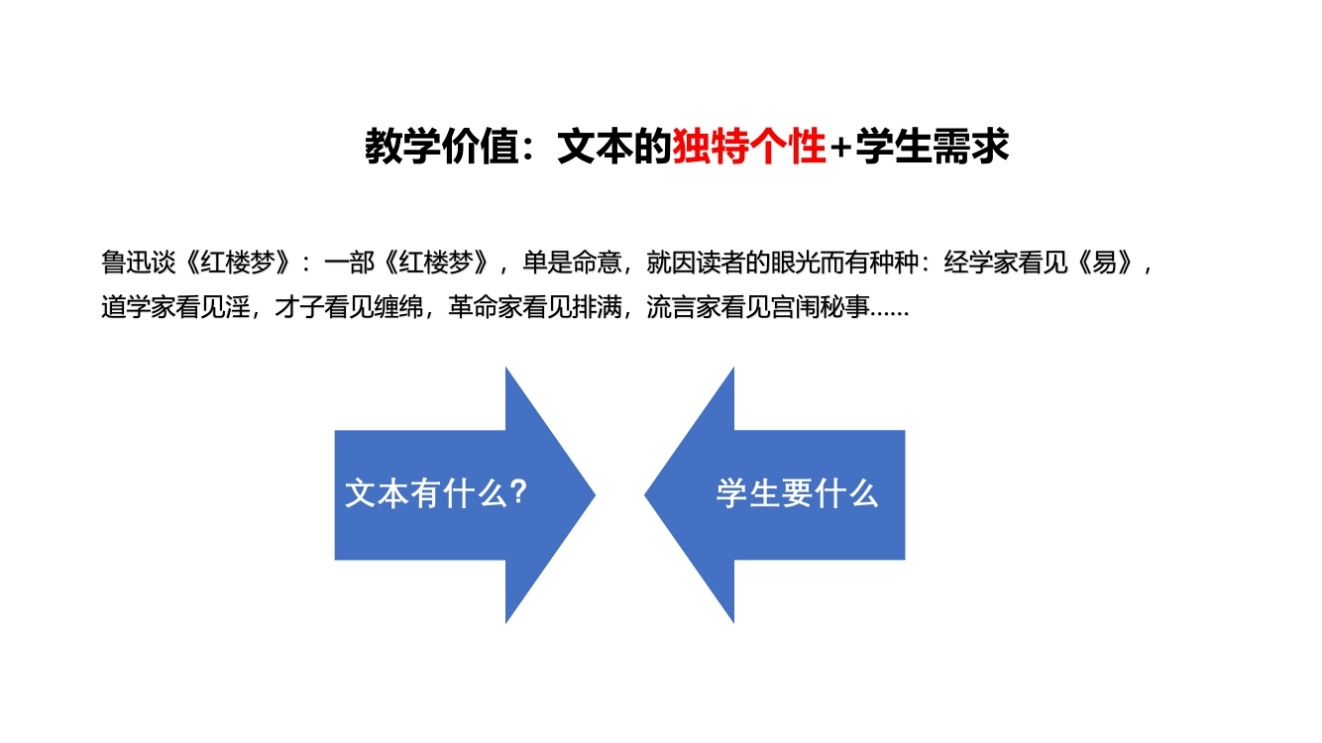 教学价值：文本的独特个性+学生需求
鲁迅谈《红楼梦》：一部《红楼梦》，单是命意，就因读者的眼光而有种种：经学家看见《易》，
道学家看见淫，才子看见缠绵，革命家看见排满，流言家看见宫闱秘事……
文本有什么？
学生要什么